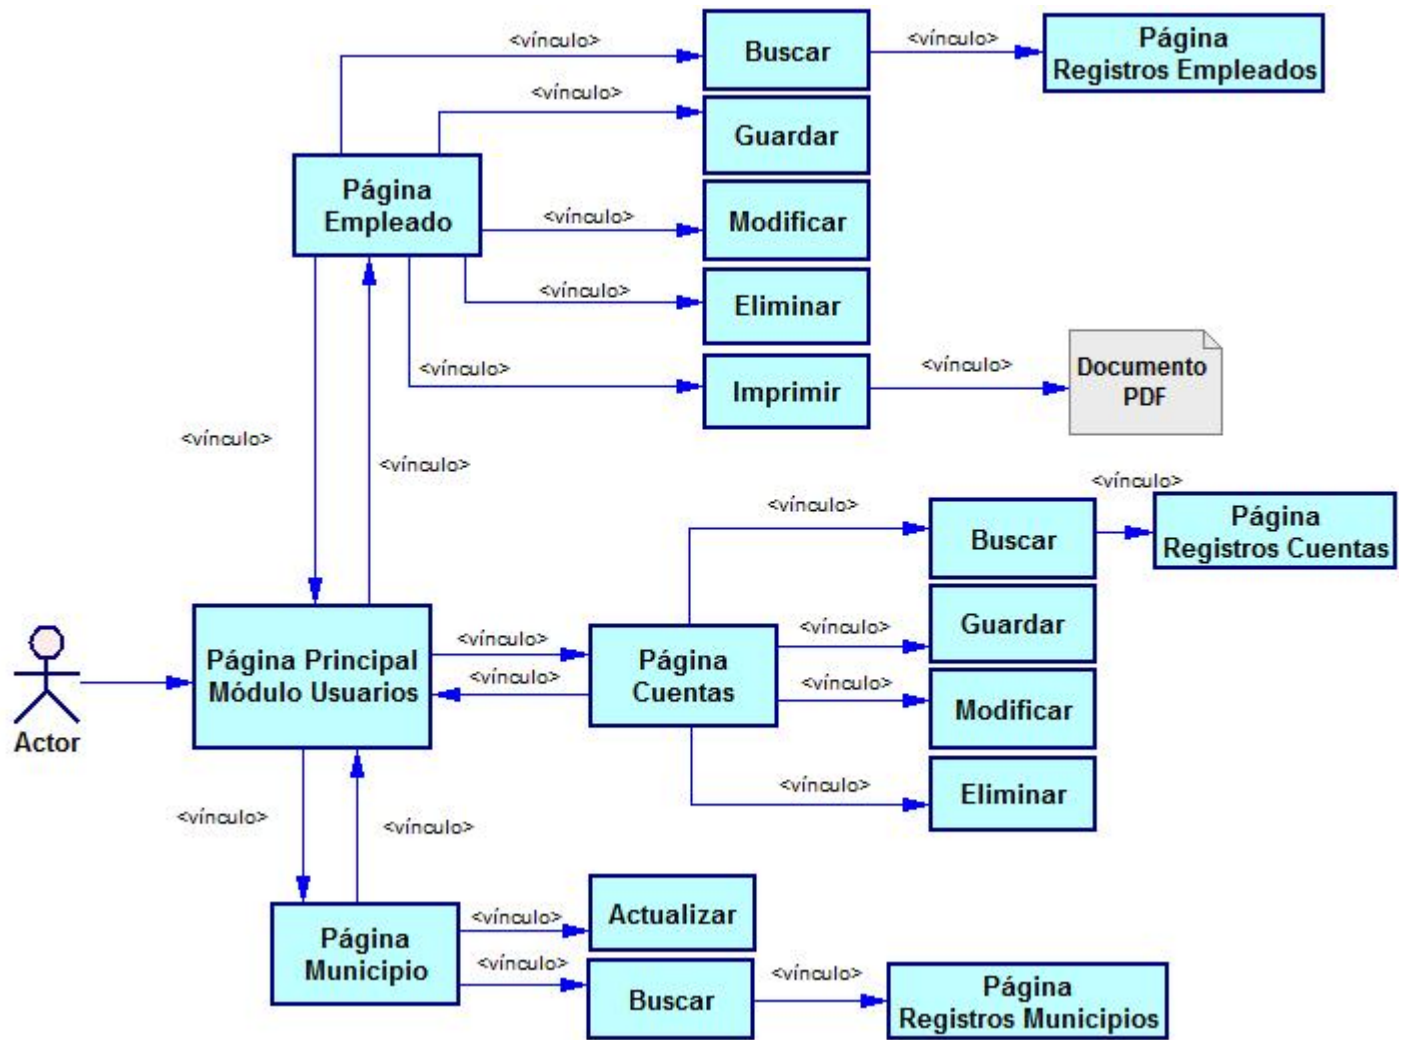 <vínculo>
Buscar
<vínculo>
Página
Registros Empleados
<vínculo>
Guardar
Página
Empleado
<vínculo>
Modificar
<vínculo>
Eliminar
<vínculo>
Imprimir
<vínculo>
Documento
PDF
<vínculo>
<vínculo>
<vínculo>
Buscar
<vínculo>
Página
Registros Cuentas
Actor
Página Principal
Módulo Usuarios
<vínculo>
<vínculo>
Página
Cuentas
<vínculo>
Guardar
<vínculo>
Modificar
<vínculo>
Eliminar
<vínculo>
<vínculo>
Página
Municipio
<vínculo>
Actualizar
<vínculo>
Buscar
<vínculo>
Página
Registros Municipios